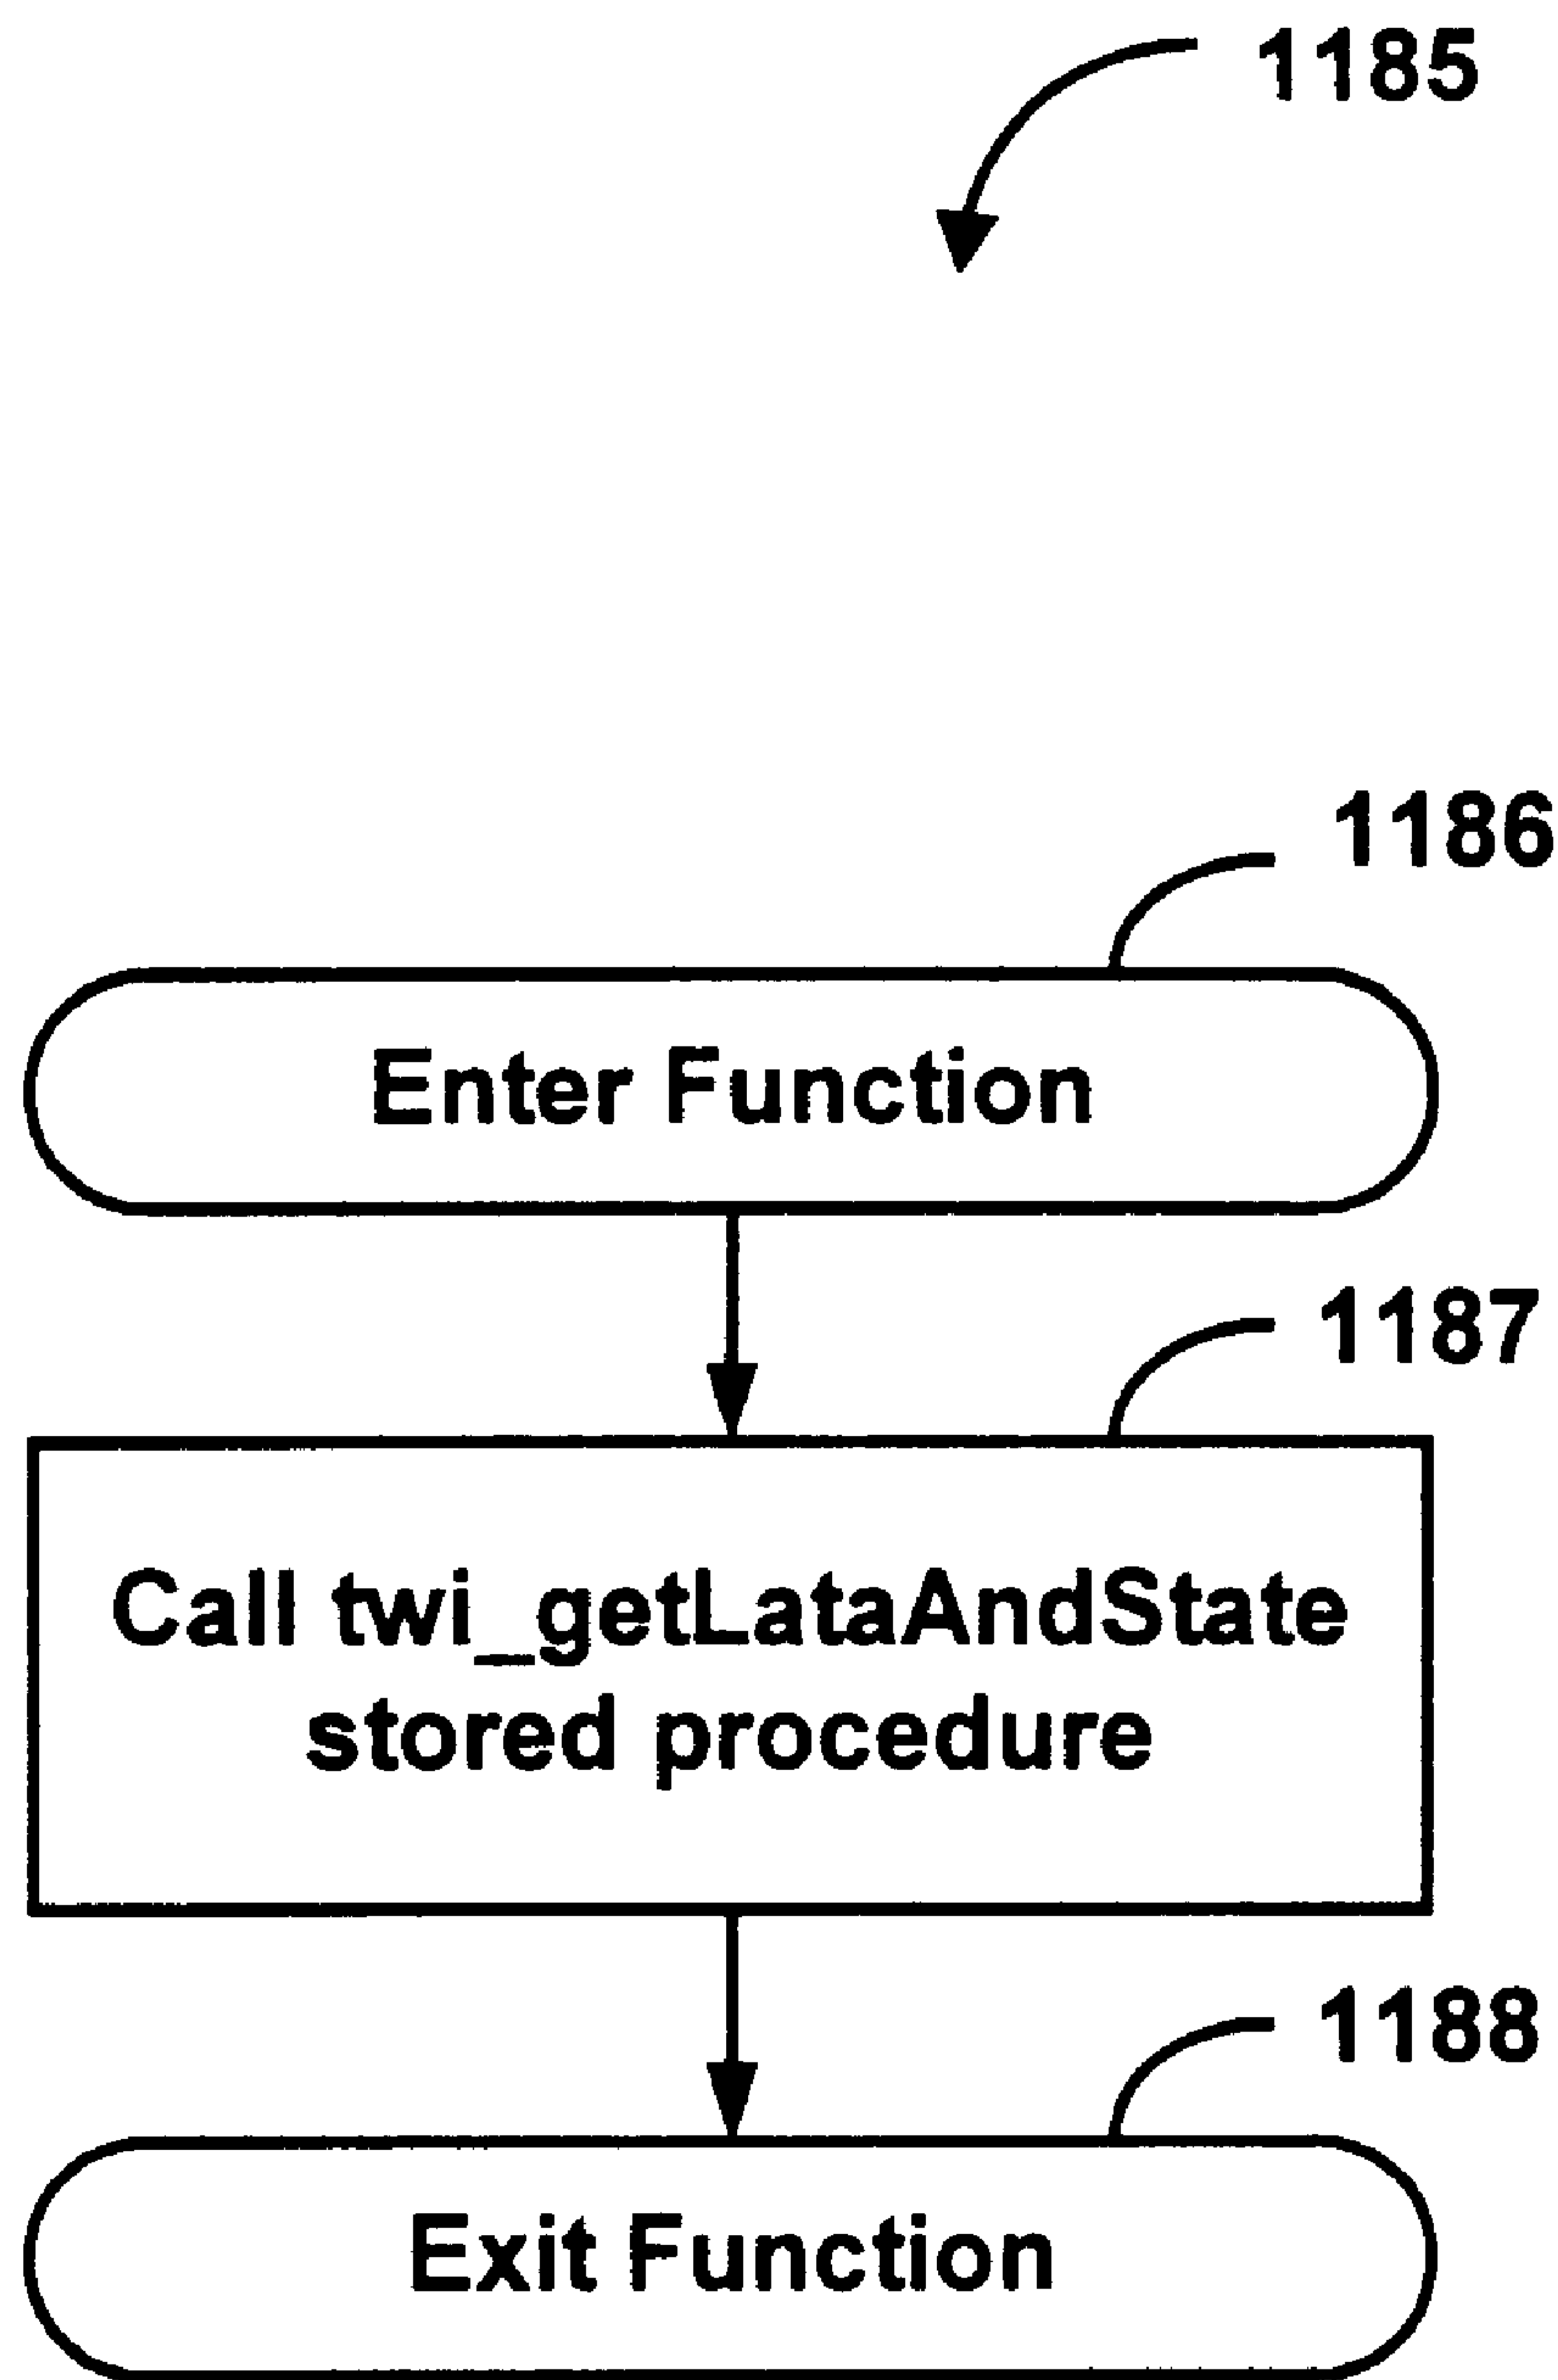 1185
1186
Enter Function
1187
Call twi_getLataAndState
stored procedure
1188
Exit Function